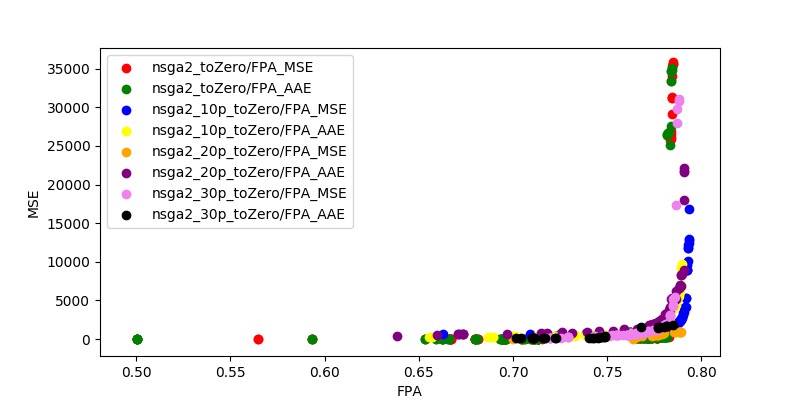 nsga2_toZero/FPA_MSE
nsga2_toZero/FPA_AAE
nsga2_10p_toZero/FPA_MSE
nsga2_10p_toZero/FPA_AAE
nsga2_20p_toZero/FPA_MSE
nsga2_20p_toZero/FPA_AAE
nsga2_30p_toZero/FPA_MSE
nsga2_30p_toZero/FPA_AAE
35000
30000
25000
20000
15000
10000
5000
0
MSE
0.50 0.55 0.60 0.65 0.70 0.75 0.80
FPA